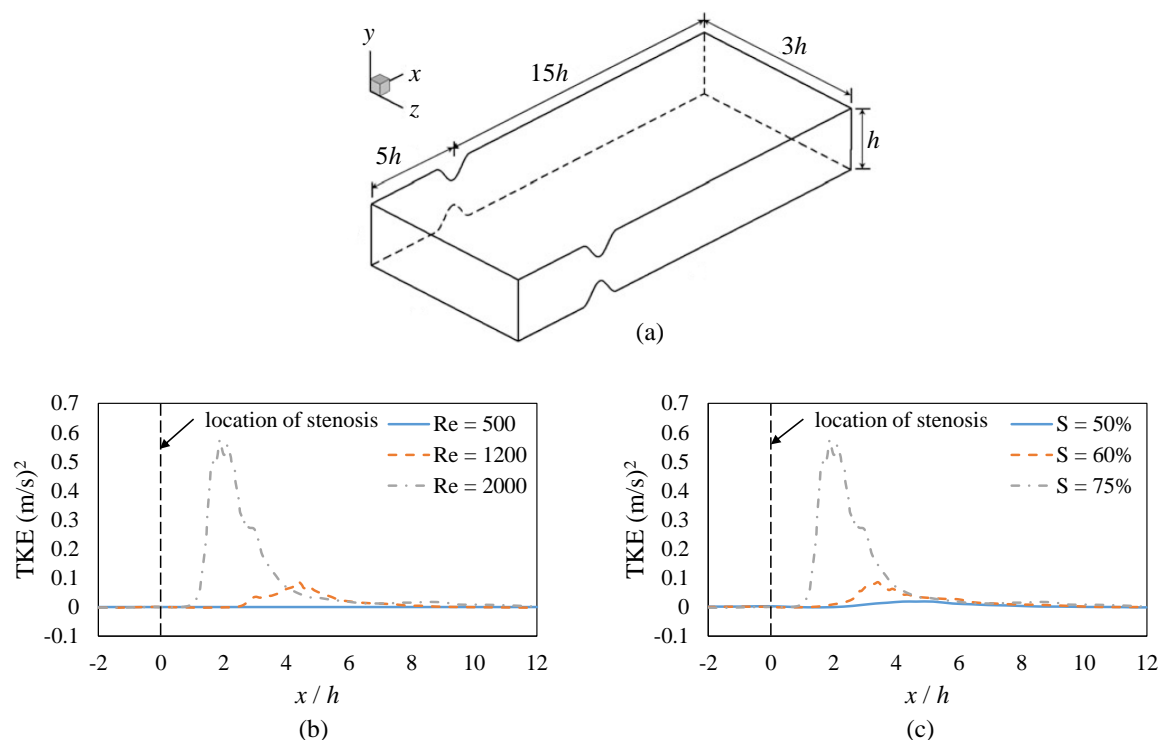 y
x
z
5h
15h
3h
h
(a)
0.7
0.6
0.5
0.4
0.3
0.2
0.1
0
-0.1
TKE (m/s)²
location of stenosis
Re = 500
Re = 1200
Re = 2000
-2 0 2 4 6 8 10 12
x / h
(b)
0.7
0.6
0.5
0.4
0.3
0.2
0.1
0
-0.1
TKE (m/s)²
location of stenosis
S = 50%
S = 60%
S = 75%
-2 0 2 4 6 8 10 12
x / h
(c)